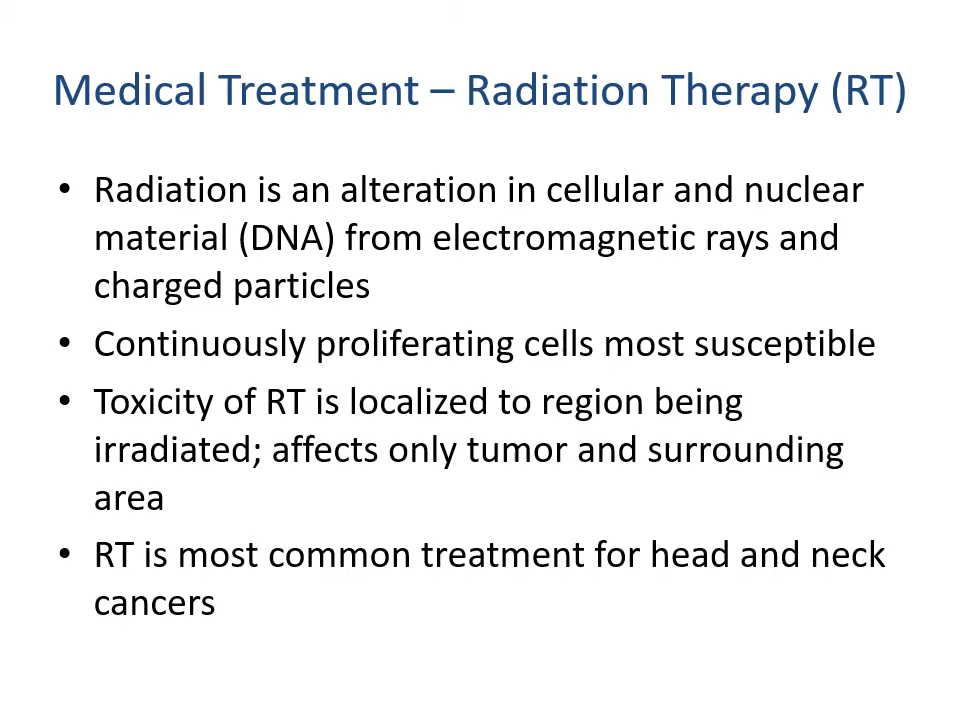 Medical Treatment – Radiation Therapy (RT)
• Radiation is an alteration in cellular and nuclear
material (DNA) from electromagnetic rays and
charged particles
• Continuously proliferating cells most susceptible
• Toxicity of RT is localized to region being
irradiated; affects only tumor and surrounding
area
• RT is most common treatment for head and neck
cancers